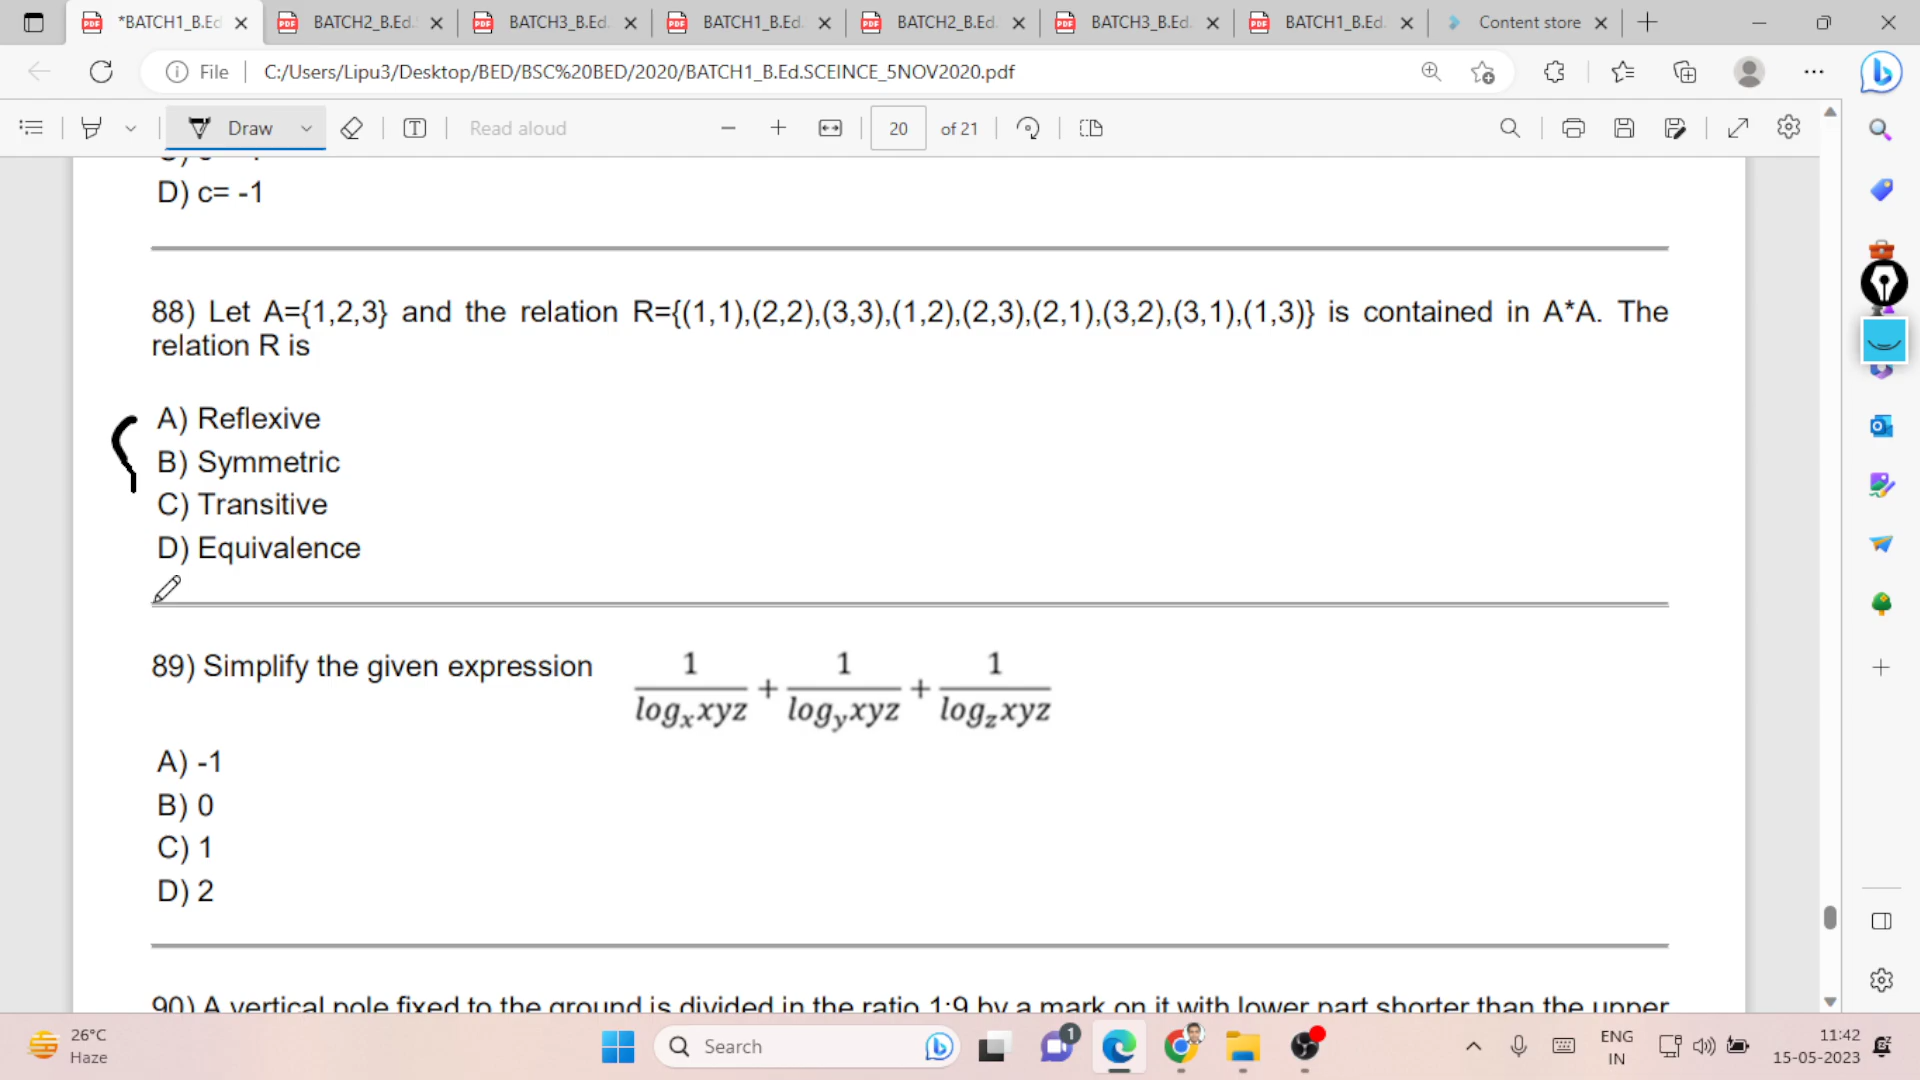 *BATCH1_B.Ed
BATCH2_B.Ed.
BATCH3_B.Ed.
BATCH1_B.Ed.
BATCH2_B.Ed.
BATCH3_B.Ed.
BATCH1_B.Ed.
Content store
File
C:/Users/Lipu3/Desktop/BED/BSC%20BED/2020/BATCH1_B.Ed.SCEINCE_5NOV2020.pdf
Draw
Read aloud
20
of 21
D) c= -1
88) Let A={1,2,3} and the relation R={(1,1),(2,2),(3,3),(1,2),(2,3),(2,1),(3,2),(3,1),(1,3)} is contained in A*A. The
relation R is
A) Reflexive
B) Symmetric
C) Transitive
D) Equivalence
89) Simplify the given expression 1/log_x xyz + 1/log_y xyz + 1/log_z xyz
A) -1
B) 0
C) 1
D) 2
90) A vertical pole fixed to the ground is divided in the ratio 1:9 by a mark on it with lower part shorter than the upper
26°C
Haze
Search
1
ENG
IN
11:42
15-05-2023